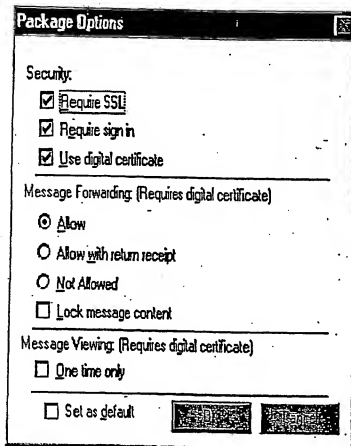 Package Options
Security:
Require SSL
Require sign in
Use digital certificate
Message Forwarding: (Requires digital certificate)
Allow
Allow with return receipt
Not Allowed
Lock message content
Message Viewing: (Requires digital certificate)
One time only
Set as default